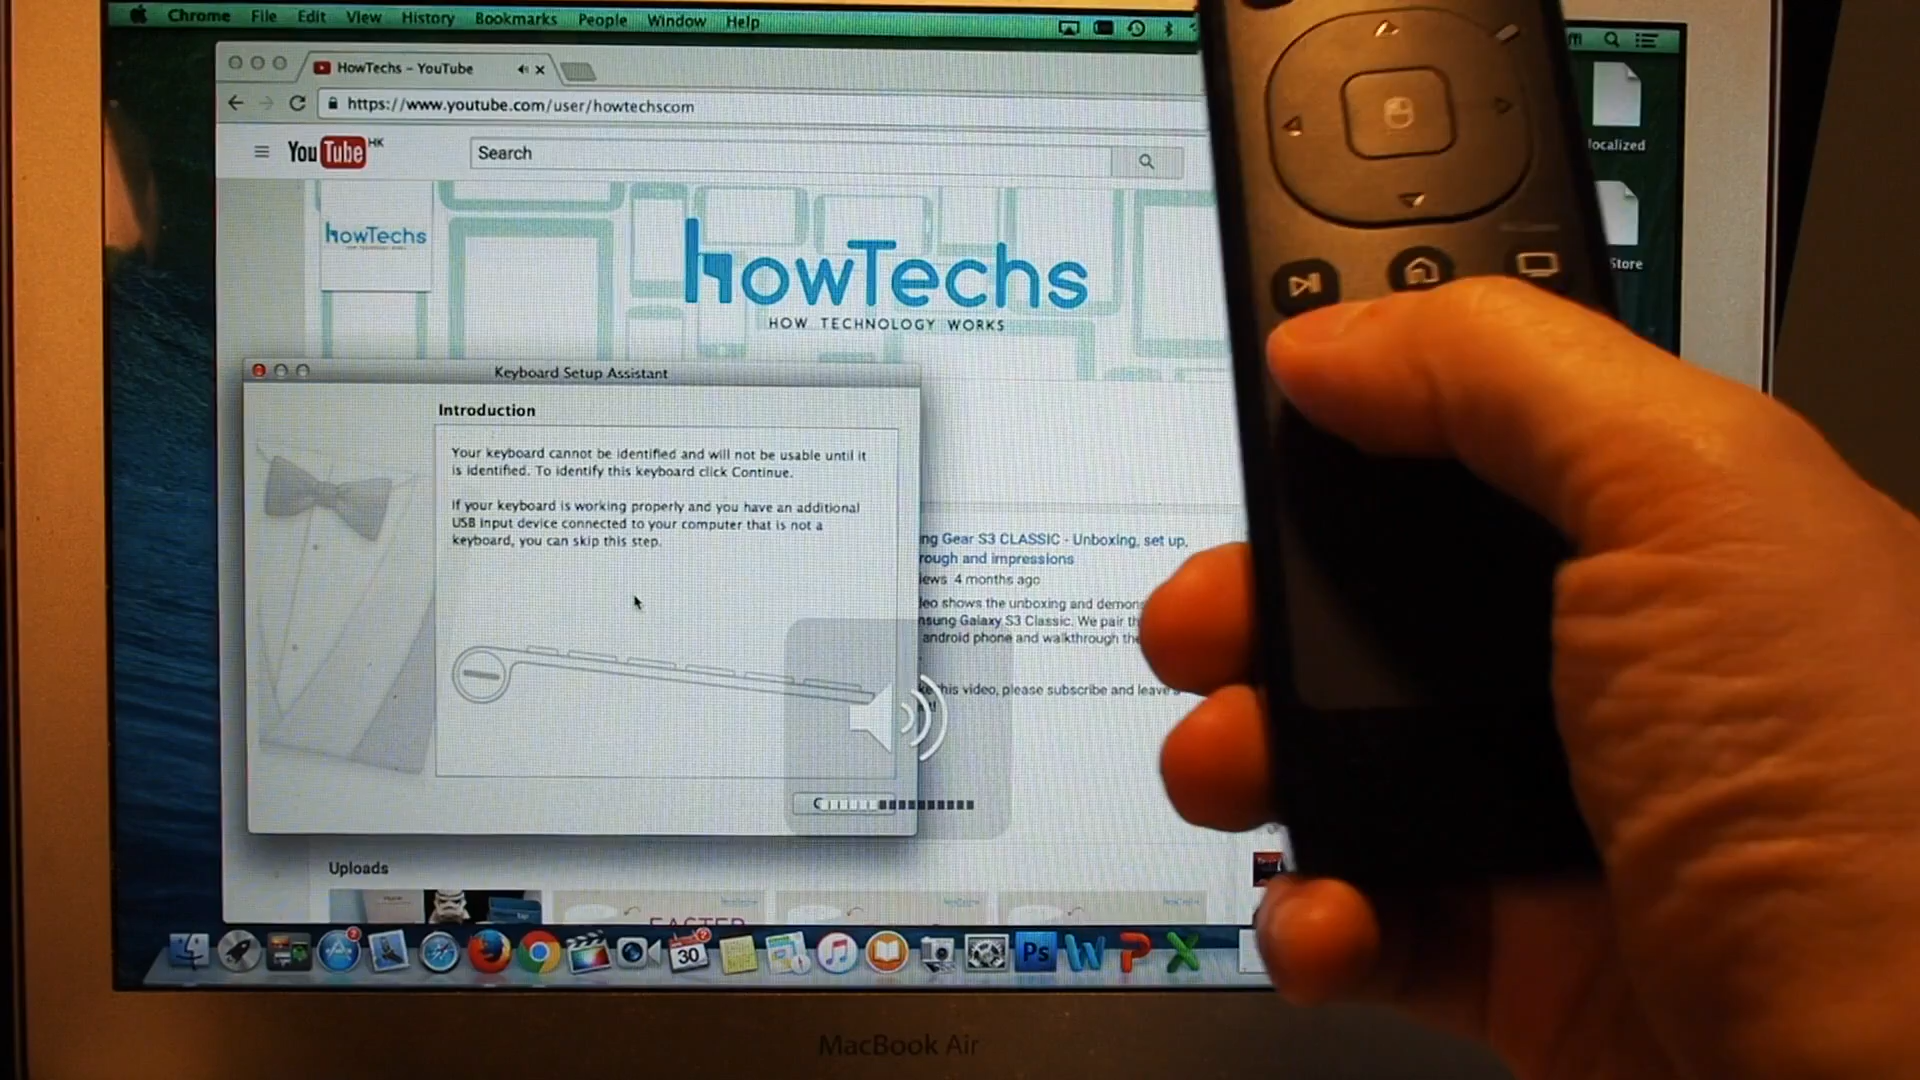 Chrome File Edit View History Bookmarks People Window Help
HowTechs - YouTube
https://www.youtube.com/user/howtechscom
YouTube HK
Search
localized
howTechs
howTechs
HOW TECHNOLOGY WORKS
Store
Keyboard Setup Assistant
Introduction
Your keyboard cannot be identified and will not be usable until it
is identified. To identify this keyboard click Continue.
If your keyboard is working properly and you have an additional
USB input device connected to your computer that is not a
keyboard, you can skip this step.
ng Gear S3 CLASSIC - Unboxing, set up,
rough and impressions
iews 4 months ago
leo shows the unboxing and demon
nsung Galaxy S3 Classic. We pair th
android phone and walkthrough the
ke this video, please subscribe and leave
C
Uploads
EASTER
30
Ps
W
P
X
MacBook Air